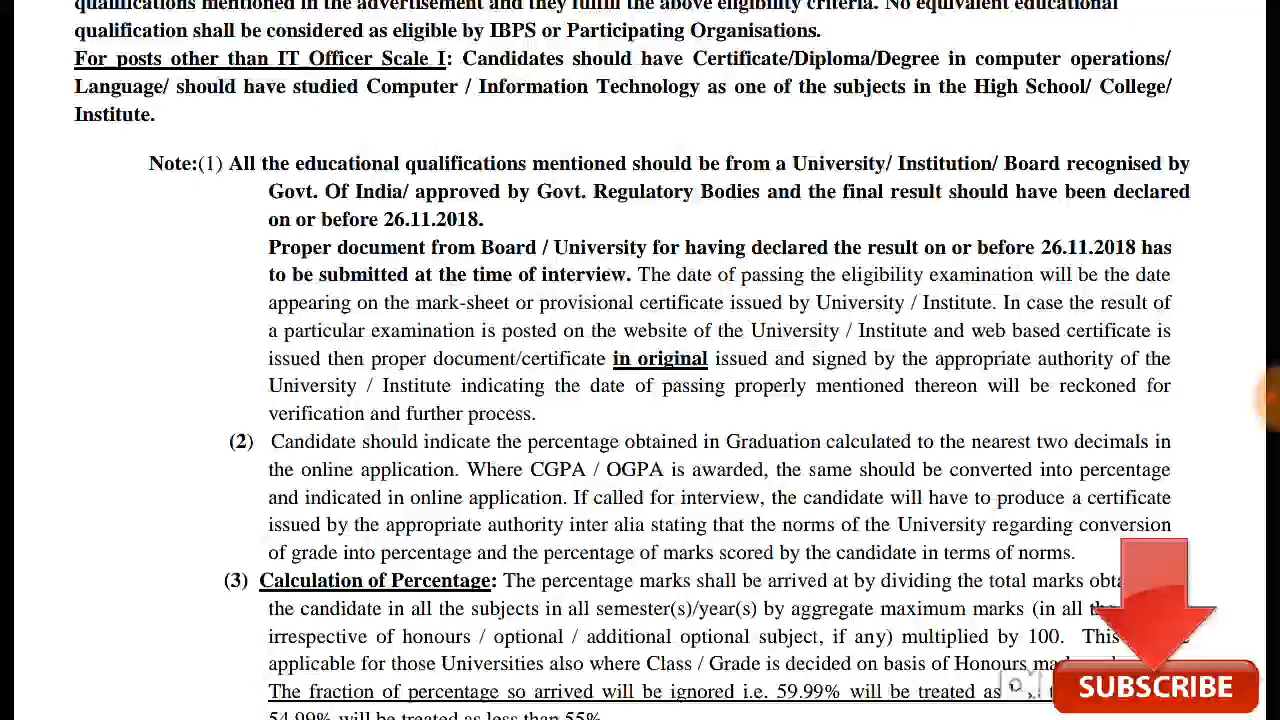 qualifications mentioned in the advertisement and they fulfill the above eligibility criteria. No equivalent educational
qualification shall be considered as eligible by IBPS or Participating Organisations.
For posts other than IT Officer Scale I: Candidates should have Certificate/Diploma/Degree in computer operations/
Language/ should have studied Computer / Information Technology as one of the subjects in the High School/ College/
Institute.
Note:(1) All the educational qualifications mentioned should be from a University/ Institution/ Board recognised by
Govt. Of India/ approved by Govt. Regulatory Bodies and the final result should have been declared
on or before 26.11.2018.
Proper document from Board / University for having declared the result on or before 26.11.2018 has
to be submitted at the time of interview. The date of passing the eligibility examination will be the date
appearing on the mark-sheet or provisional certificate issued by University / Institute. In case the result of
a particular examination is posted on the website of the University / Institute and web based certificate is
issued then proper document/certificate in original issued and signed by the appropriate authority of the
University / Institute indicating the date of passing properly mentioned thereon will be reckoned for
verification and further process.
(2) Candidate should indicate the percentage obtained in Graduation calculated to the nearest two decimals in
the online application. Where CGPA / OGPA is awarded, the same should be converted into percentage
and indicated in online application. If called for interview, the candidate will have to produce a certificate
issued by the appropriate authority inter alia stating that the norms of the University regarding conversion
of grade into percentage and the percentage of marks scored by the candidate in terms of norms.
(3) Calculation of Percentage: The percentage marks shall be arrived at by dividing the total marks
the candidate in all the subjects in all semester(s)/year(s) by aggregate maximum marks (in all
irrespective of honours / optional / additional optional subject, if any) multiplied by 100. This
applicable for those Universities also where Class / Grade is decided on basis of Honours
The fraction of percentage so arrived will be ignored i.e. 59.99% will be treated as
54.99% will be treated as less than 55%
SUBSCRIBE